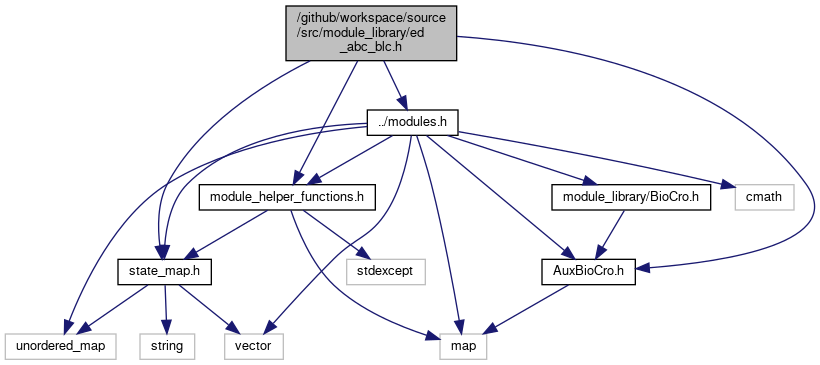 /github/workspace/source
/src/module_library/ed
_abc_blc.h
../modules.h
module_helper_functions.h
module_library/BioCro.h
cmath
state_map.h
stdexcept
AuxBioCro.h
unordered_map
string
vector
map